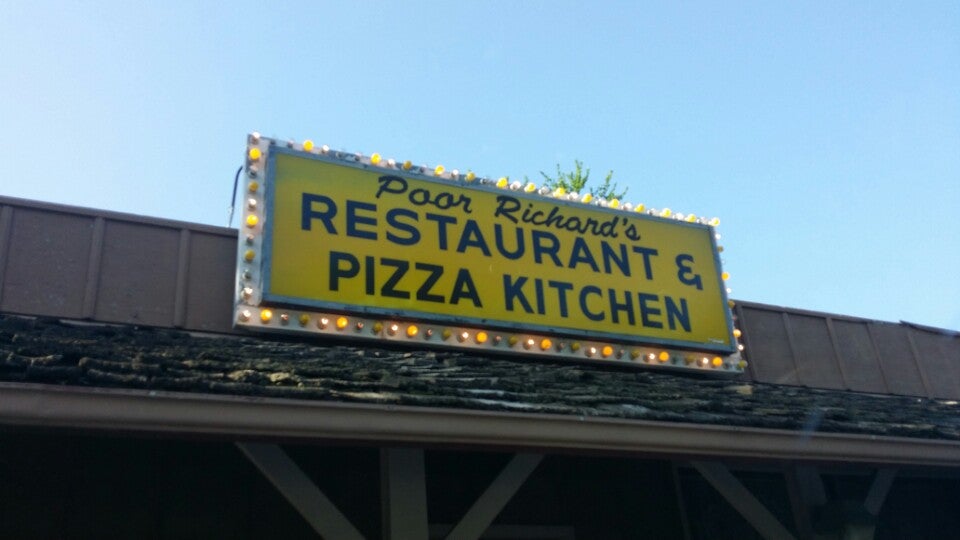 Poor Richard's
RESTAURANT &
PIZZA KITCHEN